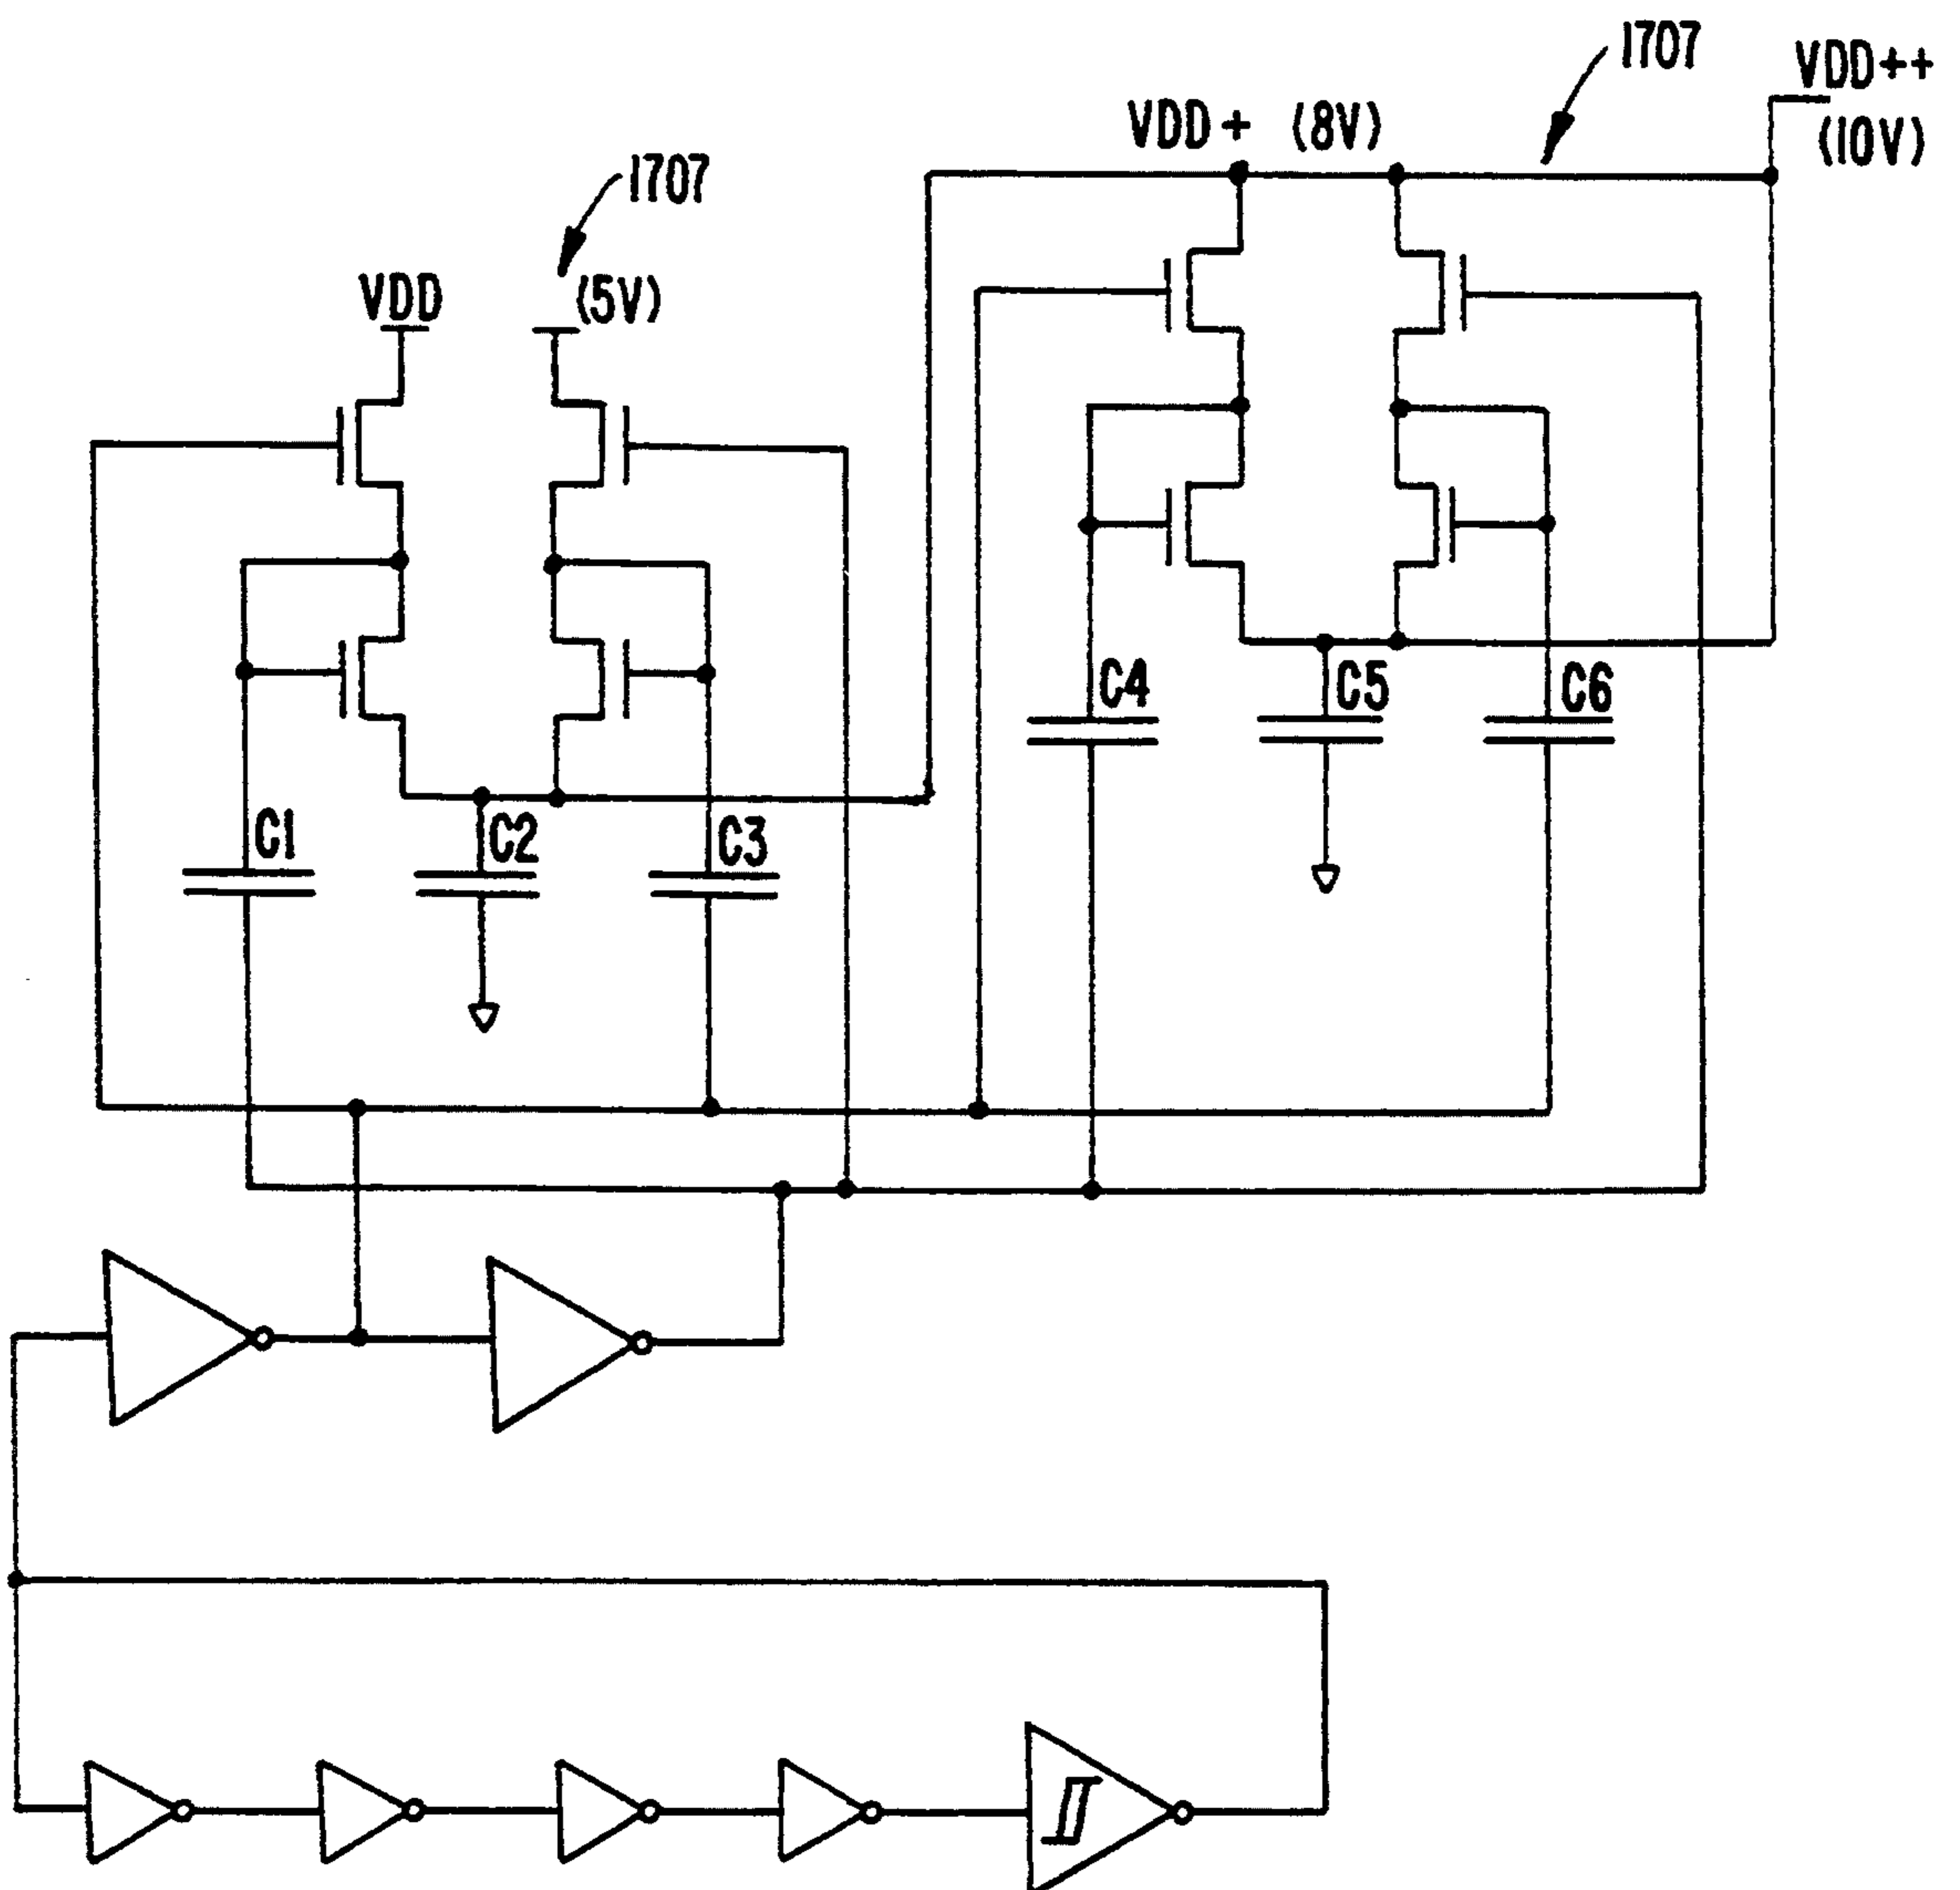 1707
VDD++
(10V)
VDD+ (8V)
1707
VDD (5V)
C4 C5 C6
C1 C2 C3